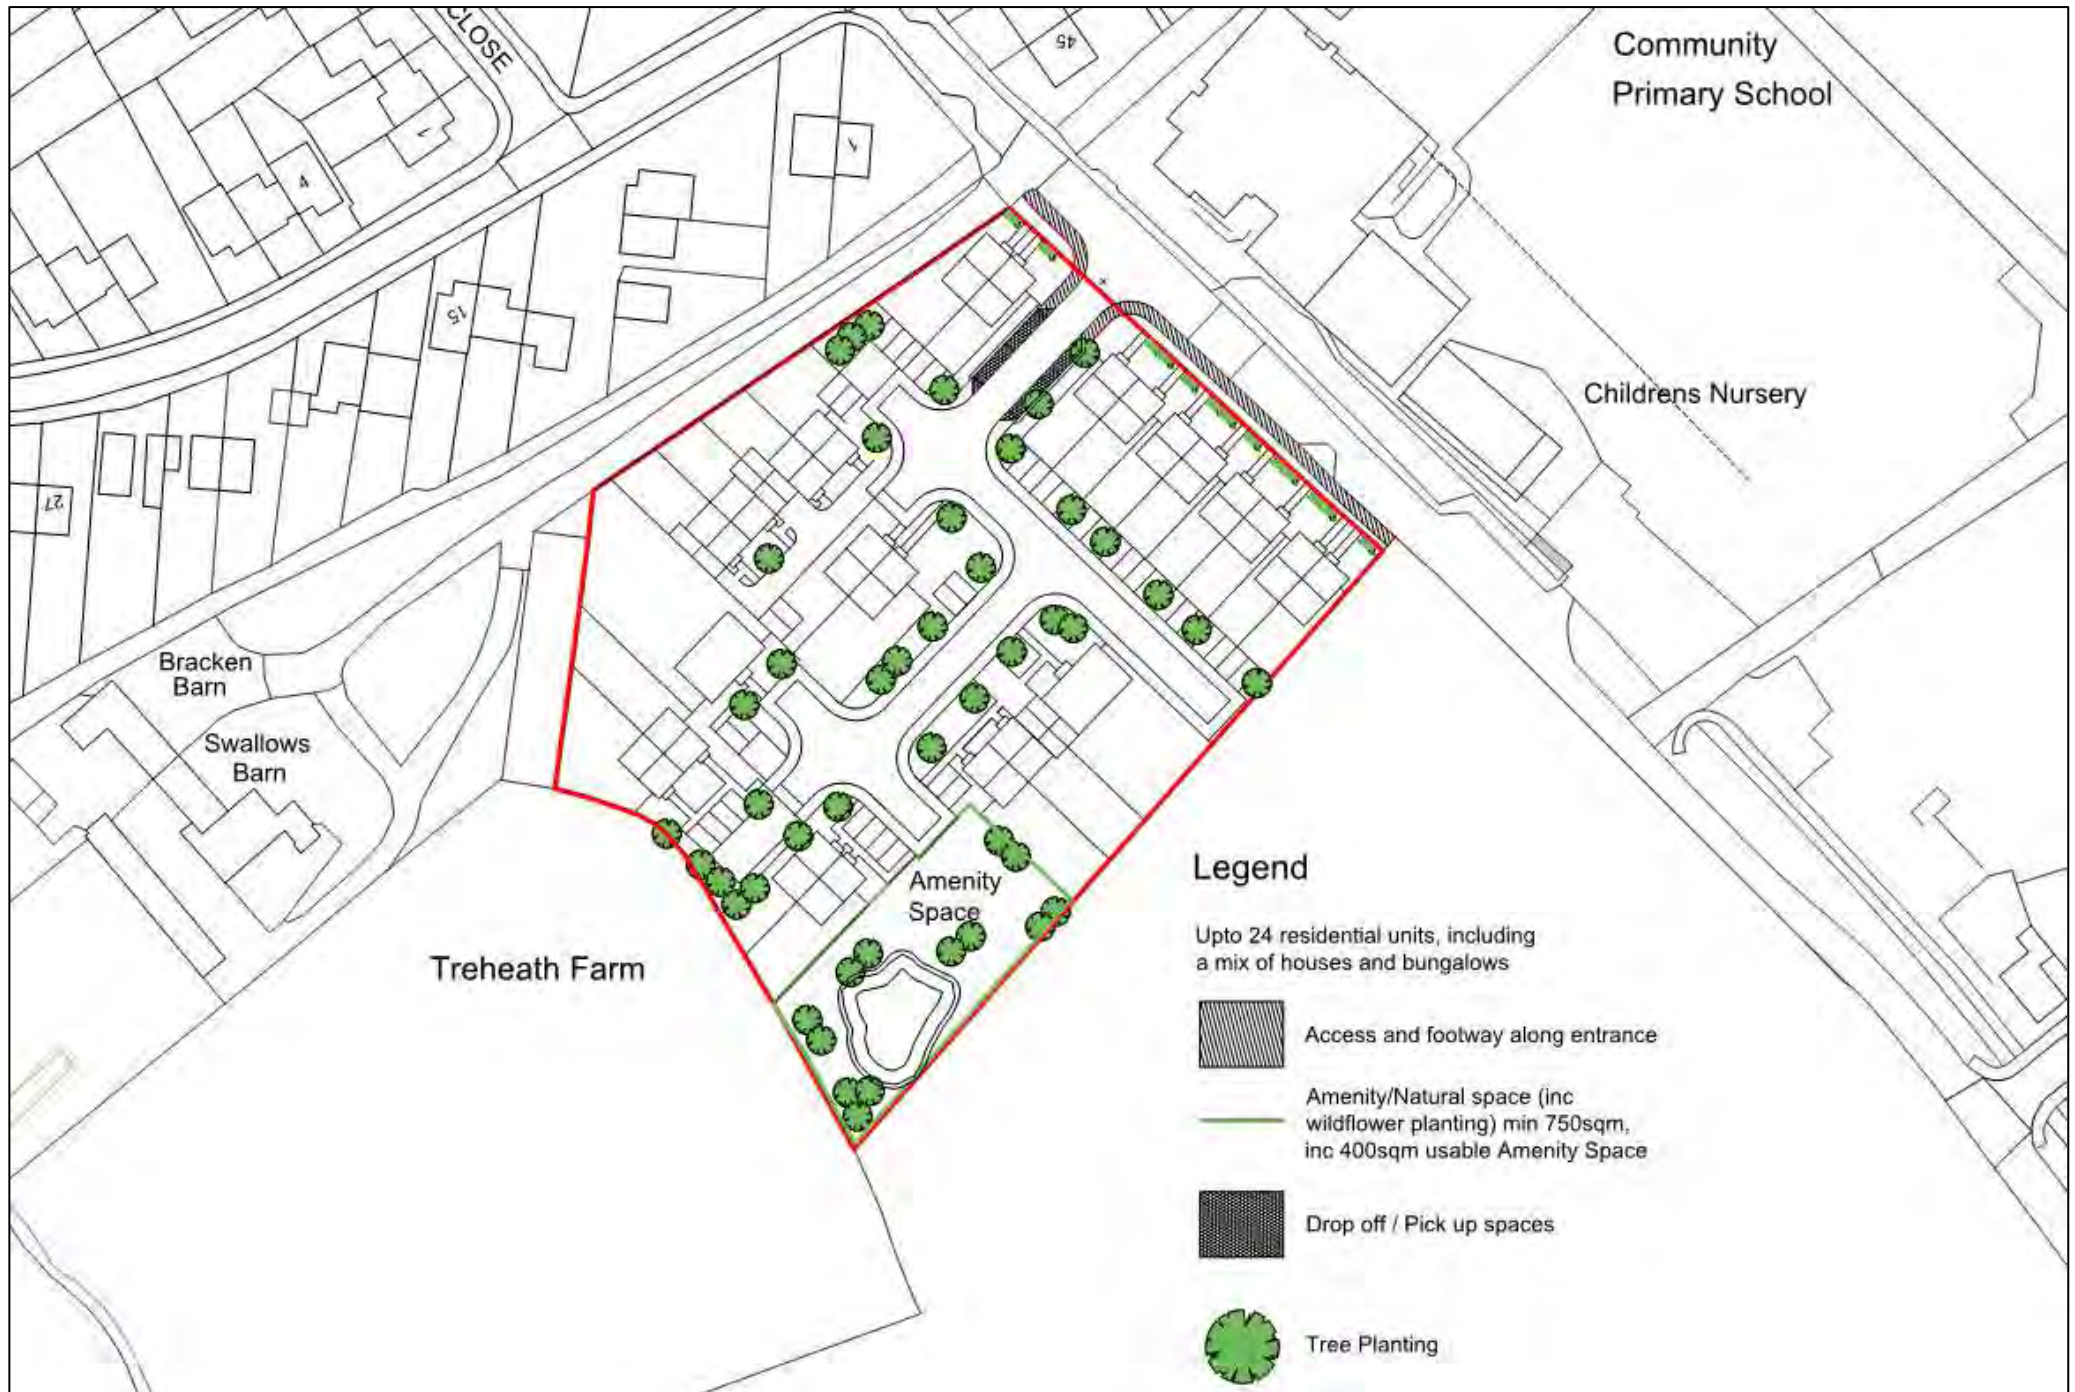 CLOSE
45
Community
Primary School
1
1
4
15
Childrens Nursery
27
Bracken
Barn
Swallows
Barn
Treheath Farm
Amenity
Space
Legend
Upto 24 residential units, including
a mix of houses and bungalows
Access and footway along entrance
Amenity/Natural space (inc
wildflower planting) min 750sqm,
inc 400sqm usable Amenity Space
Drop off / Pick up spaces
Tree Planting